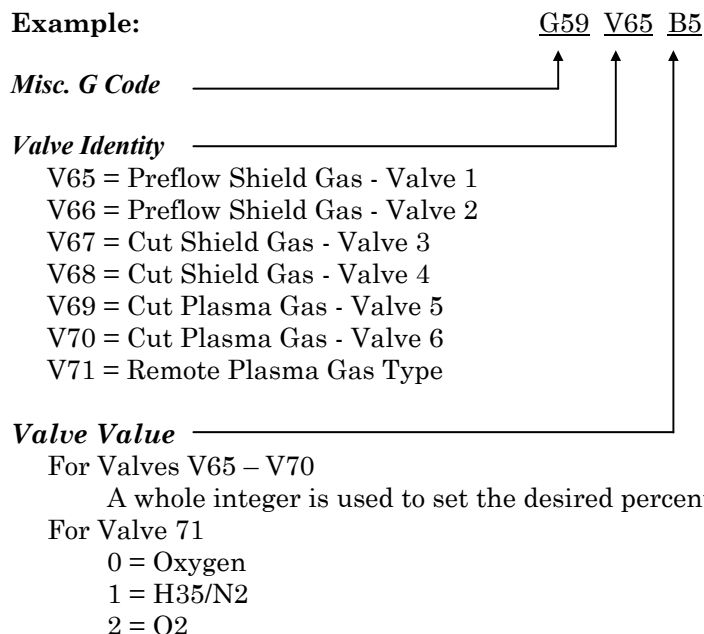 Example: G59 V65 B5
Misc. G Code
Valve Identity
V65 = Preflow Shield Gas - Valve 1
V66 = Preflow Shield Gas - Valve 2
V67 = Cut Shield Gas - Valve 3
V68 = Cut Shield Gas - Valve 4
V69 = Cut Plasma Gas - Valve 5
V70 = Cut Plasma Gas - Valve 6
V71 = Remote Plasma Gas Type
Valve Value
For Valves V65 – V70
A whole integer is used to set the desired percen
For Valve 71
0 = Oxygen
1 = H35/N2
2 = O2